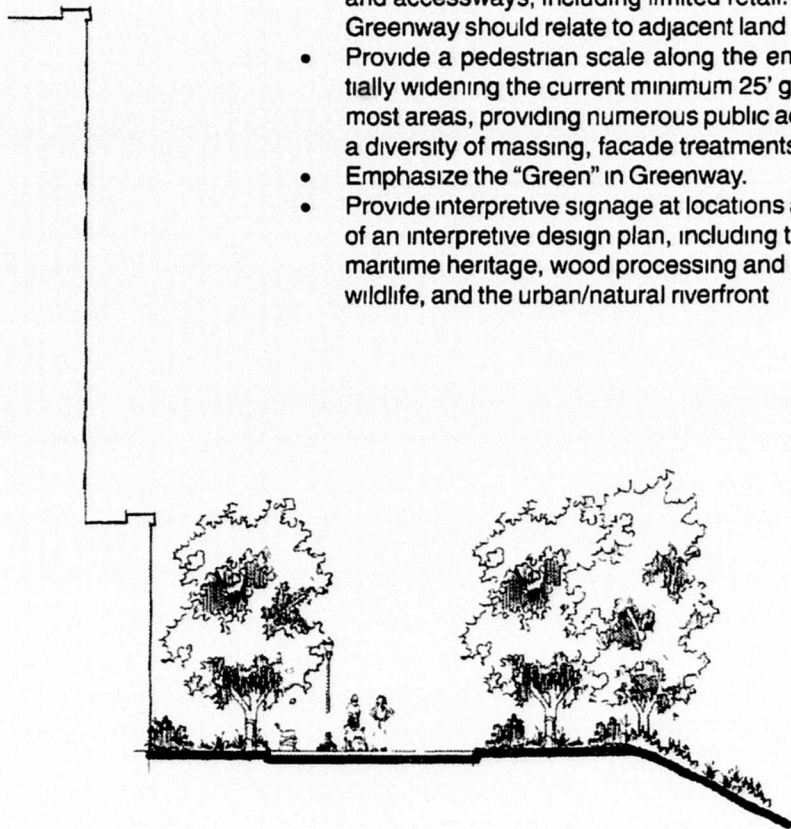 and accessways, including limited retail.
Greenway should relate to adjacent land
• Provide a pedestrian scale along the en
tially widening the current minimum 25' g
most areas, providing numerous public ac
a diversity of massing, facade treatments
• Emphasize the “Green” in Greenway.
• Provide interpretive signage at locations a
of an interpretive design plan, including t
maritime heritage, wood processing and
wildlife, and the urban/natural riverfront